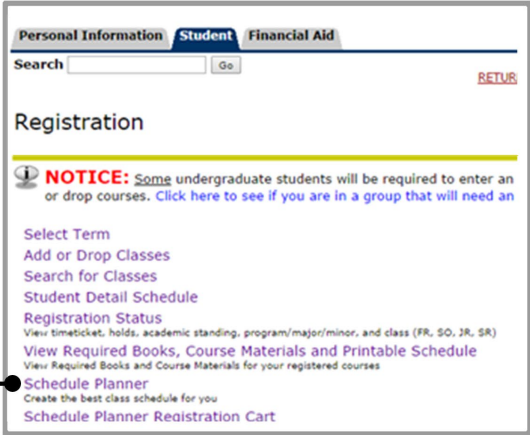 Personal Information Student Financial Aid
Search Go
RETUR
Registration
NOTICE: Some undergraduate students will be required to enter an
or drop courses. Click here to see if you are in a group that will need an
Select Term
Add or Drop Classes
Search for Classes
Student Detail Schedule
Registration Status
View timeticket, holds, academic standing, program/major/minor, and class (FR, SO, JR, SR)
View Required Books, Course Materials and Printable Schedule
View Required Books and Course Materials for your registered courses
Schedule Planner
Create the best class schedule for you
Schedule Planner Registration Cart